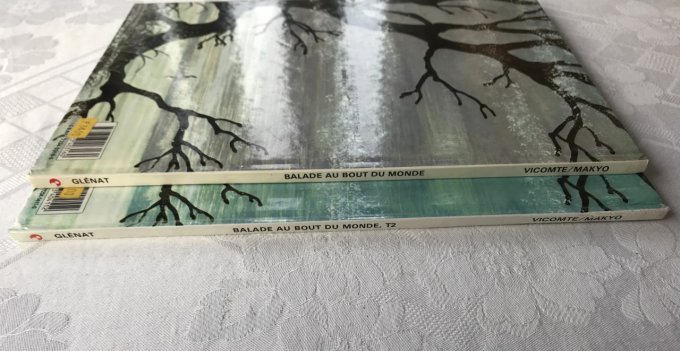 GLÉNAT BALADE AU BOUT DU MONDE VICOMTE/MAKYO
GLÉNAT BALADE AU BOUT DU MONDE, T2 VICOMTE/MAKYO